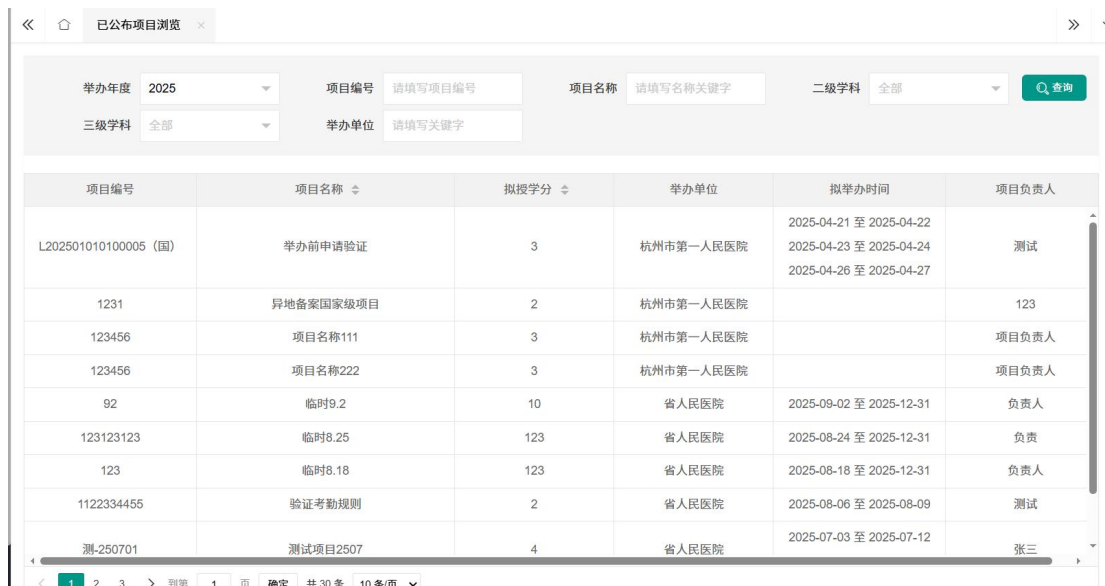 已公布项目浏览
举办年度 2025 项目编号 请填写项目编号 项目名称 请填写名称关键字 二级学科 全部 查询
三级学科 全部 举办单位 请填写关键字
项目编号 项目名称 拟授学分 举办单位 拟举办时间 项目负责人
L202501010100005（国） 举办前申请验证 3 杭州市第一人民医院 2025-04-21 至 2025-04-22
2025-04-23 至 2025-04-24
2025-04-26 至 2025-04-27 测试
1231 异地备案国家级项目 2 杭州市第一人民医院 123
123456 项目名称111 3 杭州市第一人民医院 项目负责人
123456 项目名称222 3 杭州市第一人民医院 项目负责人
92 临时9.2 10 省人民医院 2025-09-02 至 2025-12-31 负责人
123123123 临时8.25 123 省人民医院 2025-08-24 至 2025-12-31 负责
123 临时8.18 123 省人民医院 2025-08-18 至 2025-12-31 负责人
1122334455 验证考勤规则 2 省人民医院 2025-08-06 至 2025-08-09 测试
测-250701 测试项目2507 4 省人民医院 2025-07-03 至 2025-07-12 张三
1 2 3 到第 1 页 确定 共 30 条 10 条/页